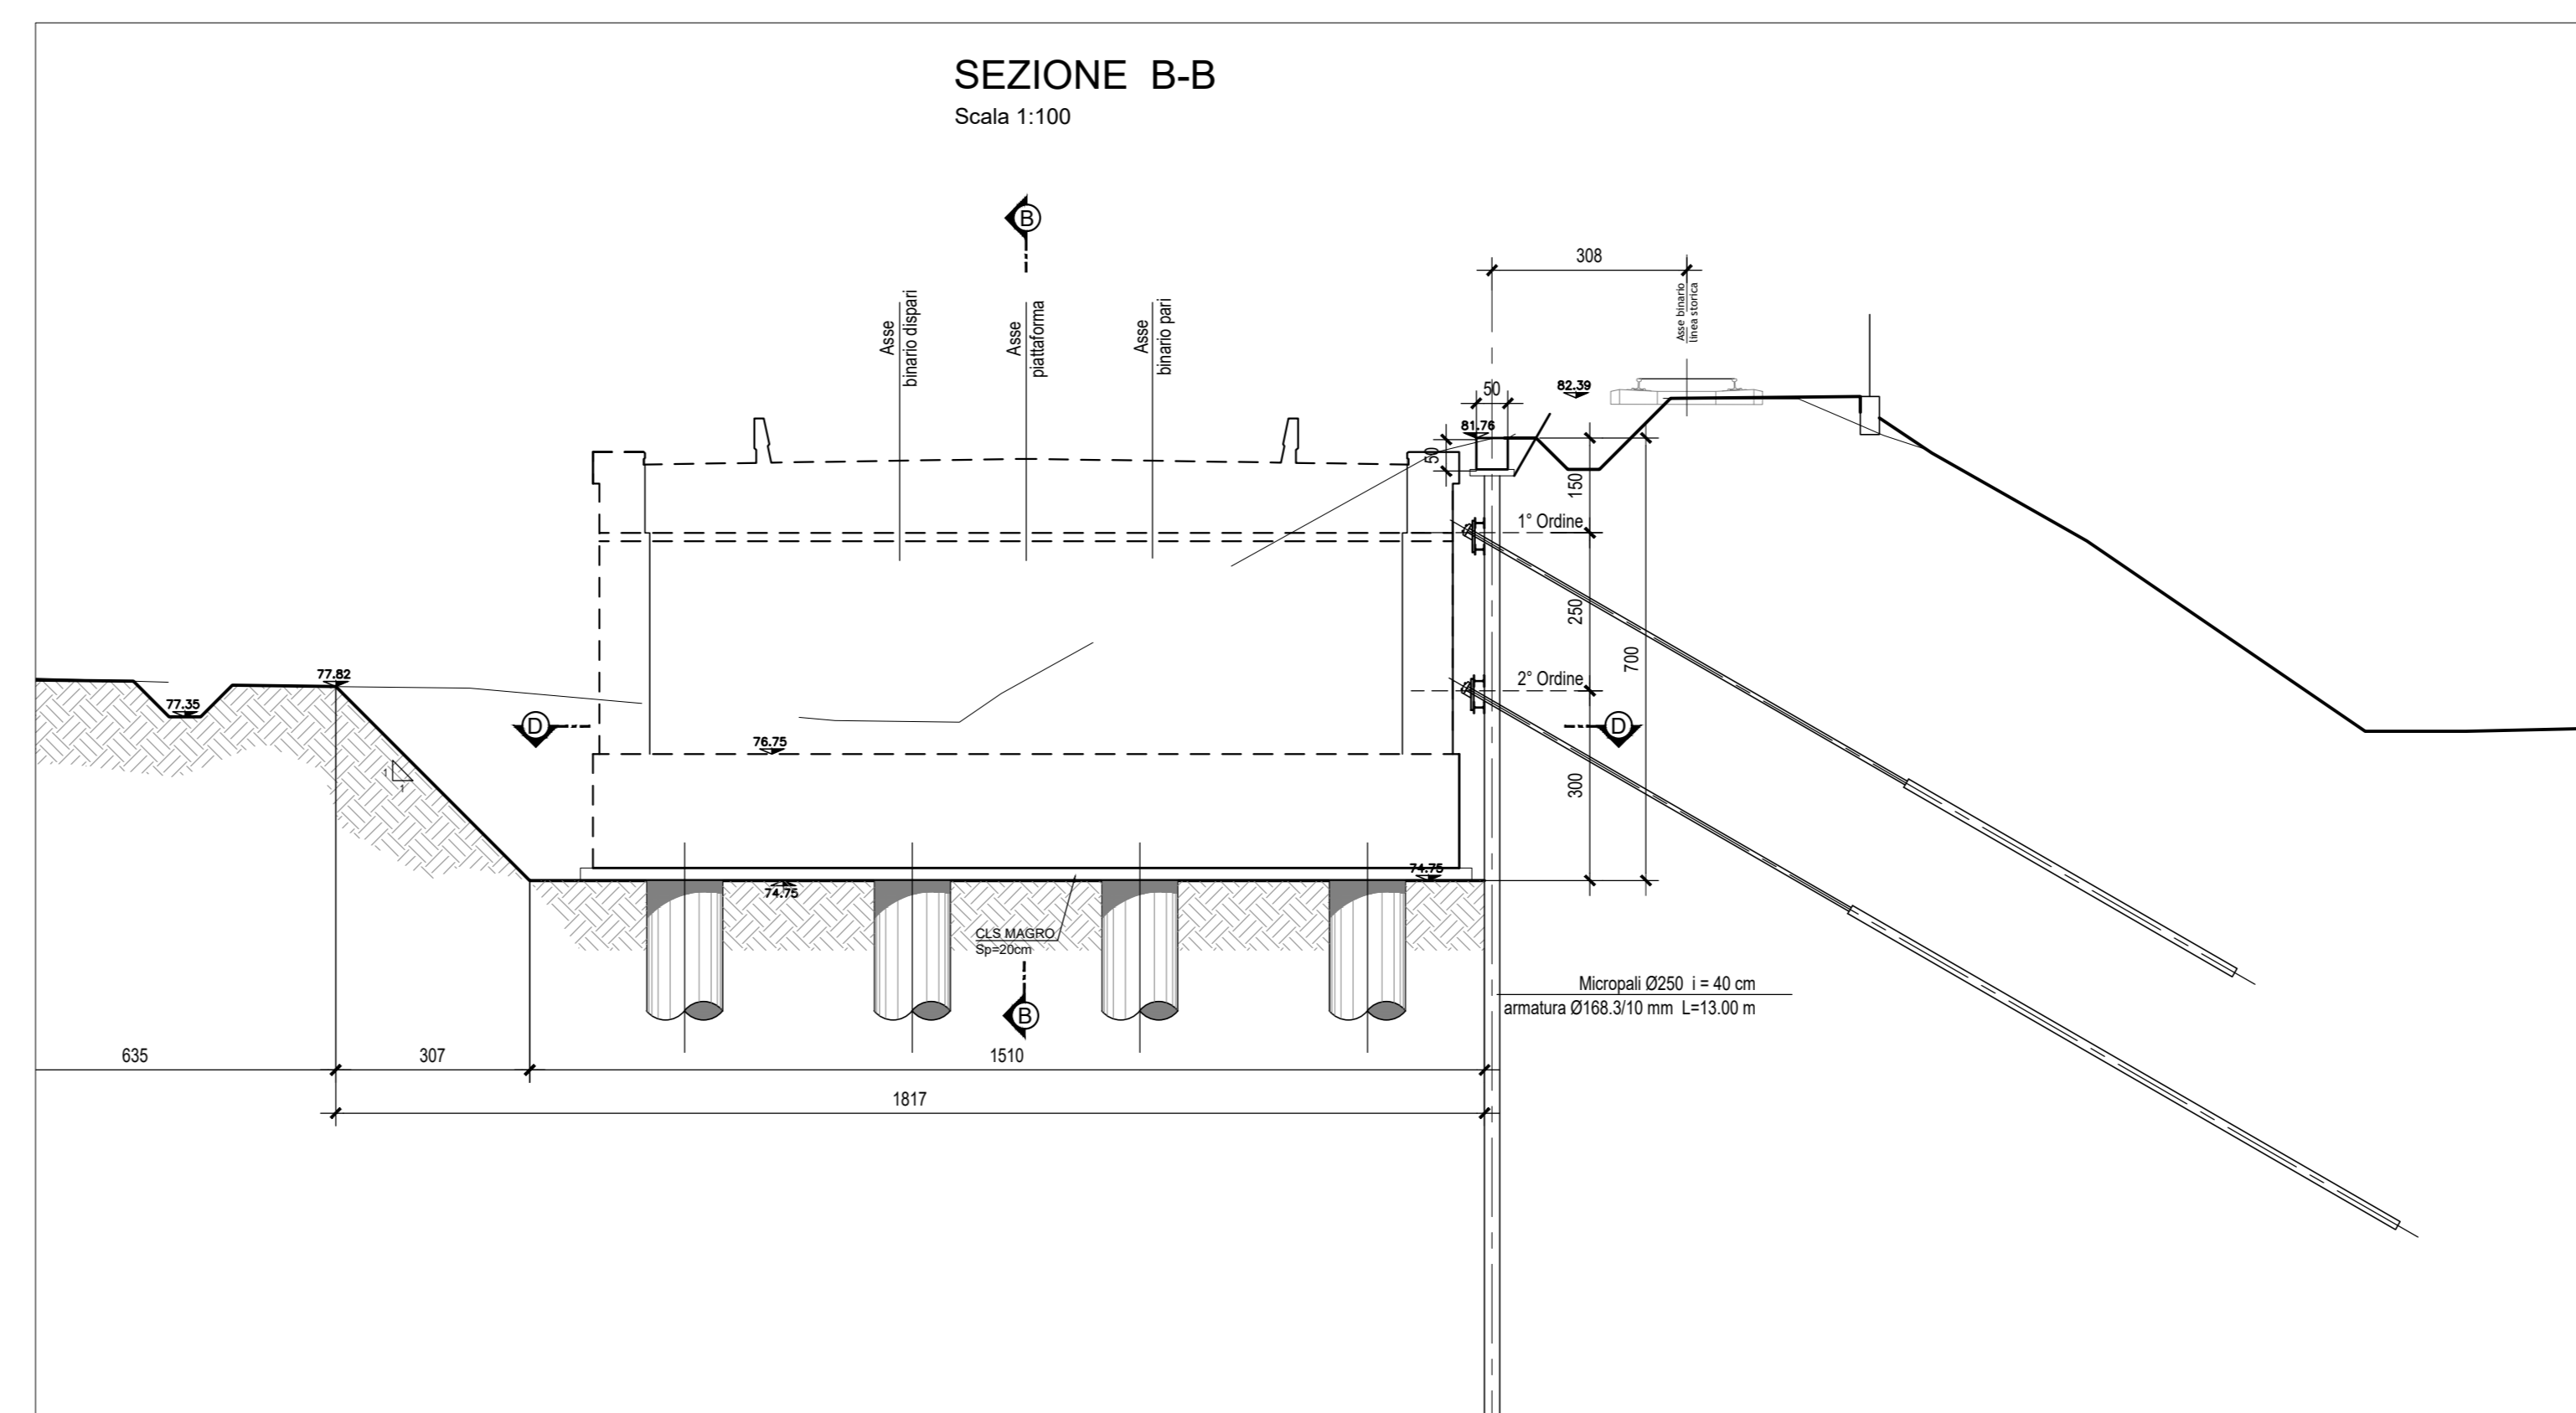 SEZIONE B-B
Scala 1:100
B
308
Asse
binario dispari
Asse
piattaforma
Asse
binario pari
Asse binario
linea storica
50
82.39
81.76
50
150
1° Ordine
250
700
2° Ordine
77.82
77.35
D
D
76.75
1
1
300
74.75
74.75
CLS MAGRO
Sp=20cm
B
Micropali Ø250 i = 40 cm
armatura Ø168.3/10 mm L=13.00 m
635
307
1510
1817